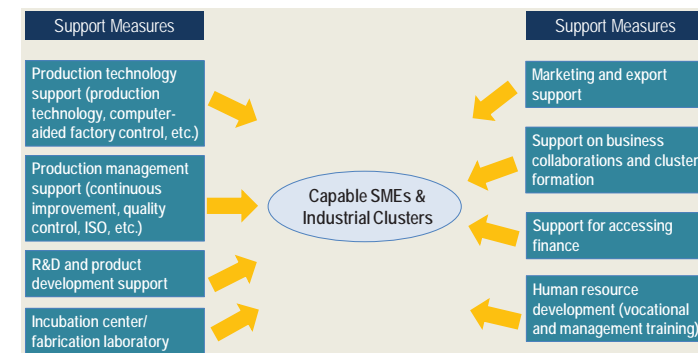 Support Measures
Production technology
support (production
technology, computer-
aided factory control, etc.)
Production management
support (continuous
improvement, quality
control, ISO, etc.)
R&D and product
development support
Incubation center/
fabrication laboratory
Capable SMEs &
Industrial Clusters
Support Measures
Marketing and export
support
Support on business
collaborations and cluster
formation
Support for accessing
finance
Human resource
development (vocational
and management training)